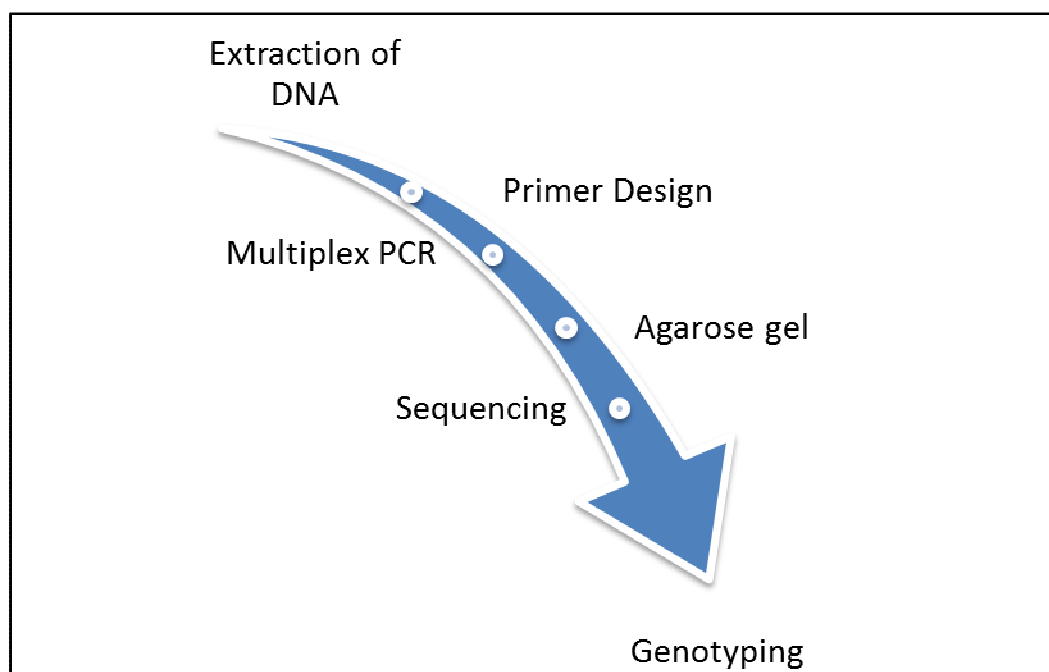 Extraction of
DNA
Primer Design
Multiplex PCR
Agarose gel
Sequencing
Genotyping